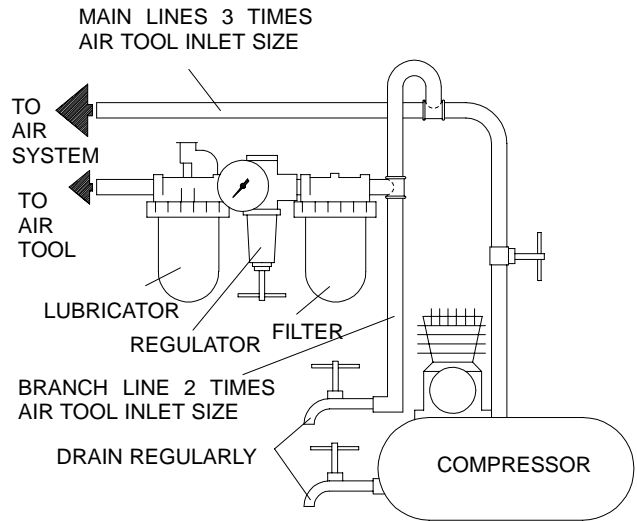 MAIN LINES 3 TIMES
AIR TOOL INLET SIZE
TO
AIR
SYSTEM
TO
AIR
TOOL
LUBRICATOR
REGULATOR
FILTER
BRANCH LINE 2 TIMES
AIR TOOL INLET SIZE
DRAIN REGULARLY
COMPRESSOR